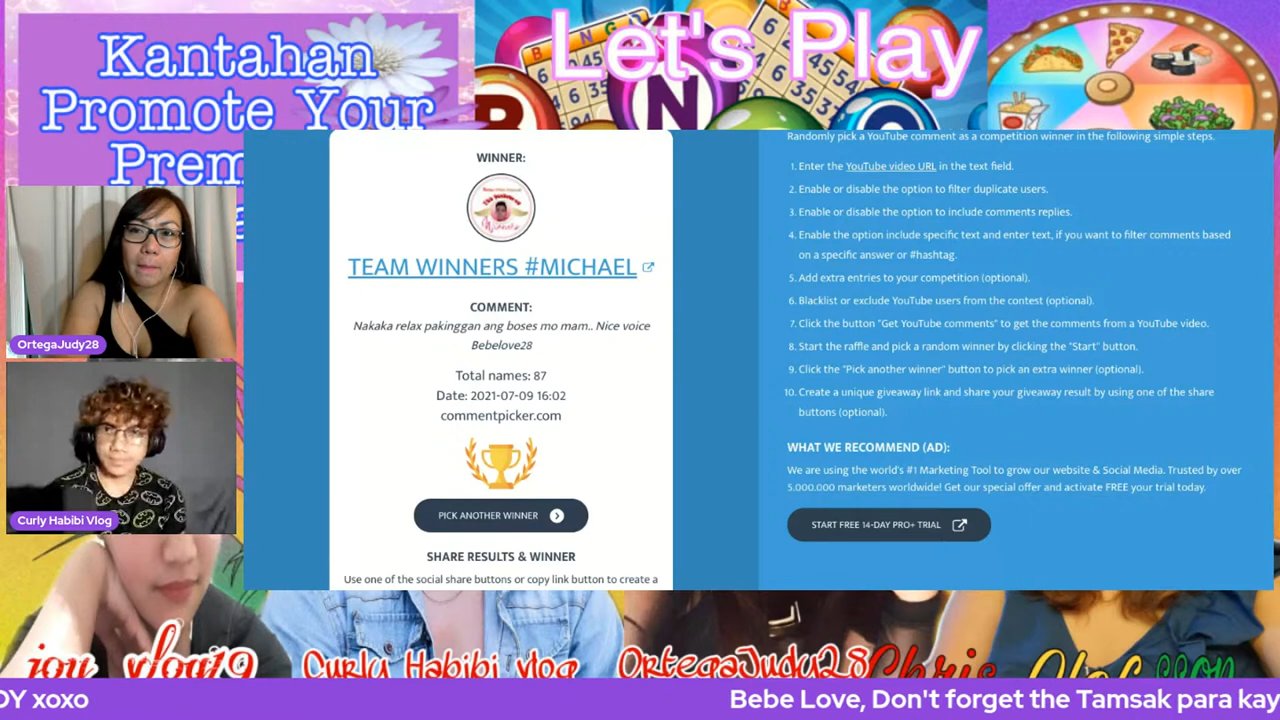 Kantahan
Promote Your
Prem
Let's Play
BINGO
N
WINNER:
TEAM WINNERS #MICHAEL
COMMENT:
Nakaka relax pakinggan ang boses mo mam.. Nice voice
Bebelove28
Total names: 87
Date: 2021-07-09 16:02
commentpicker.com
PICK ANOTHER WINNER
SHARE RESULTS & WINNER
Use one of the social share buttons or copy link button to create a
Randomly pick a YouTube comment as a competition winner in the following simple steps.
1. Enter the YouTube video URL in the text field.
2. Enable or disable the option to filter duplicate users.
3. Enable or disable the option to include comments replies.
4. Enable the option include specific text and enter text, if you want to filter comments based
on a specific answer or #hashtag.
5. Add extra entries to your competition (optional).
6. Blacklist or exclude YouTube users from the contest (optional).
7. Click the button "Get YouTube comments" to get the comments from a YouTube video.
8. Start the raffle and pick a random winner by clicking the "Start" button.
9. Click the "Pick another winner" button to pick an extra winner (optional).
10. Create a unique giveaway link and share your giveaway result by using one of the share
buttons (optional).
WHAT WE RECOMMEND (AD):
We are using the world's #1 Marketing Tool to grow our website & Social Media. Trusted by over
5.000.000 marketers worldwide! Get our special offer and activate FREE your trial today.
START FREE 14-DAY PRO+ TRIAL
OrtegaJudy28
Curly Habibi Vlog
joy vlog19
Curly Habibi vlog
OrtegaJudy28
Chris
DY xoxo
Bebe Love, Don't forget the Tamsak para kay